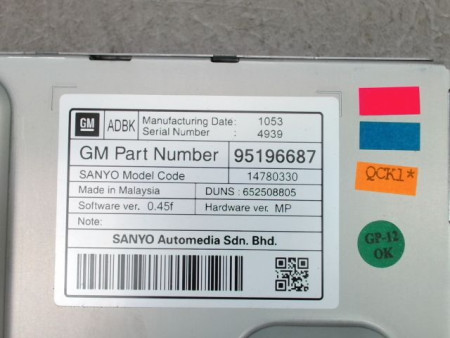 GM ADBK Manufacturing Date: 1053
Serial Number : 4939
GM Part Number 95196687
SANYO Model Code 14780330
Made in Malaysia DUNS : 652508805
Software ver. 0.45f Hardware ver. MP
Note:
SANYO Automedia Sdn. Bhd.
QCK1*
GP-12
OK